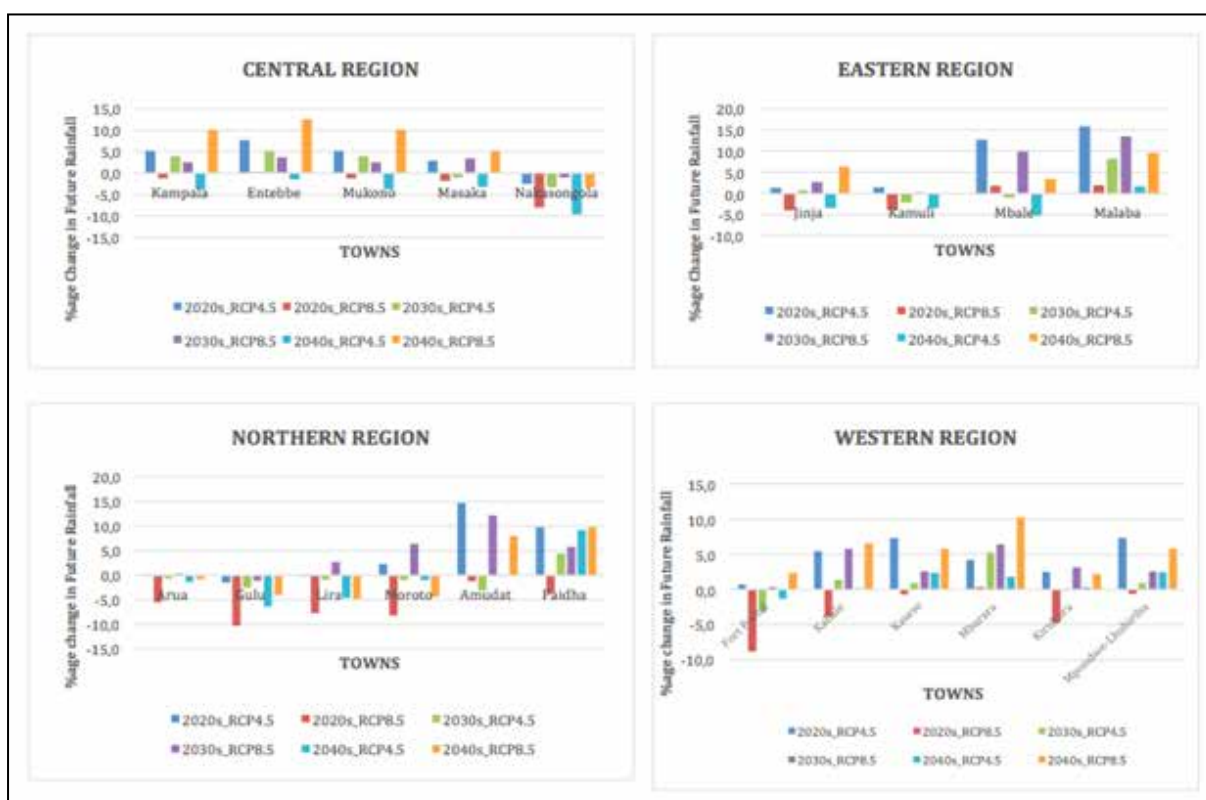 CENTRAL REGION
%age Change in Future Rainfall
15,0
10,0
5,0
0,0
-5,0
-10,0
-15,0
Kampala Entebbe Mukono Masaka Nakasongola
TOWNS
2020s_RCP4.5 2020s_RCP8.5 2030s_RCP4.5
2030s_RCP8.5 2040s_RCP4.5 2040s_RCP8.5
EASTERN REGION
%age Change in Future Rainfall
20,0
15,0
10,0
5,0
0,0
-5,0
-10,0
Jinja Kamuli Mbale Malaba
TOWNS
2020s_RCP4.5 2020s_RCP8.5 2030s_RCP4.5
2030s_RCP8.5 2040s_RCP4.5 2040s_RCP8.5
NORTHERN REGION
%age change in Future Rainfall
20,0
15,0
10,0
5,0
0,0
-5,0
-10,0
-15,0
Arua Gulu Lira Moroto Amudat Paidha
TOWNS
2020s_RCP4.5 2020s_RCP8.5 2030s_RCP4.5
2030s_RCP8.5 2040s_RCP4.5 2040s_RCP8.5
WESTERN REGION
%age change in Future Rainfall
15,0
10,0
5,0
0,0
-5,0
-10,0
Fort Kabale Kasese Mbarara
TOWNS
2020s_RCP4.5 2020s_RCP8.5 2030s_RCP4.5
2030s_RCP8.5 2040s_RCP4.5 2040s_RCP8.5